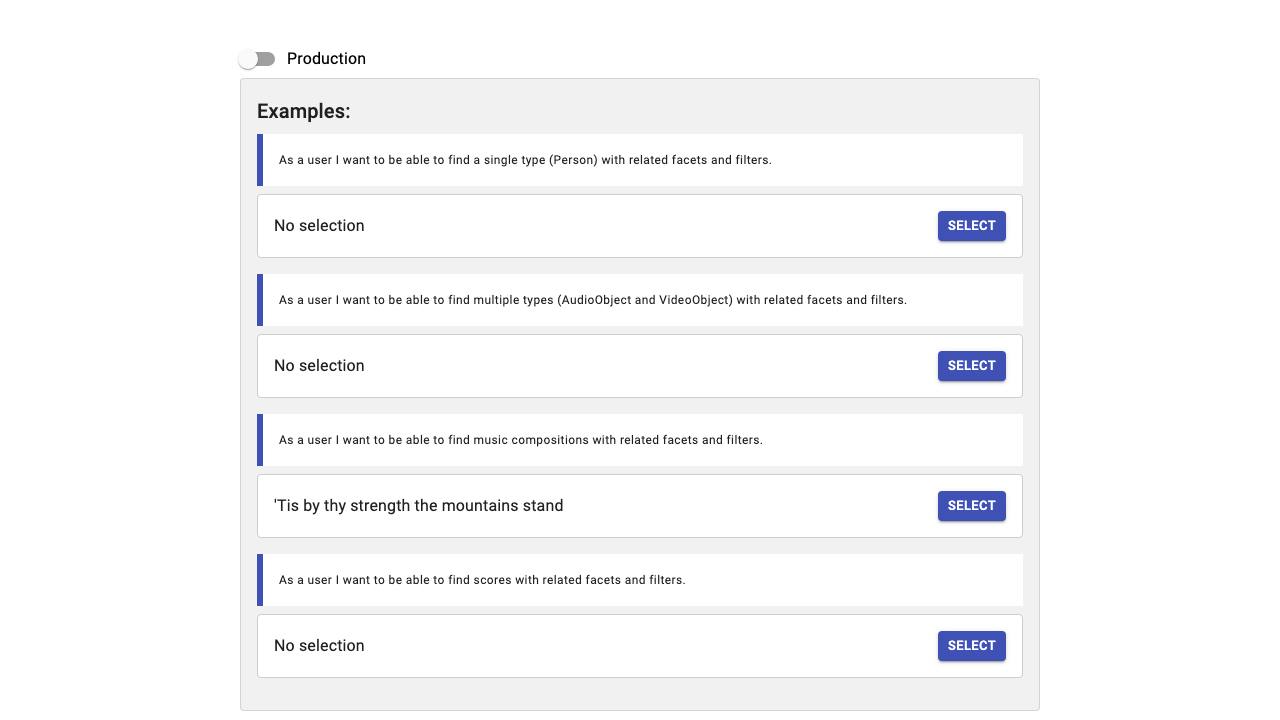 Production
Examples:
As a user I want to be able to find a single type (Person) with related facets and filters.
No selection
SELECT
As a user I want to be able to find multiple types (AudioObject and VideoObject) with related facets and filters.
No selection
SELECT
As a user I want to be able to find music compositions with related facets and filters.
'Tis by thy strength the mountains stand
SELECT
As a user I want to be able to find scores with related facets and filters.
No selection
SELECT